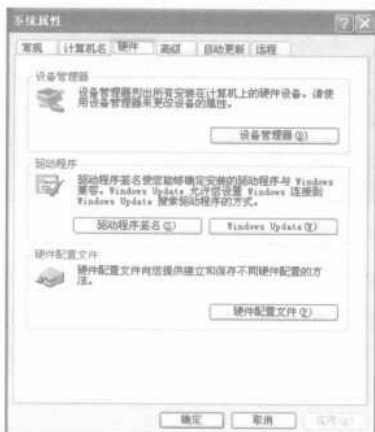 系统属性
常规 计算机名 硬件 高级 自动更新 远程
设备管理器
设备管理器列出所有安装在计算机上的硬件设备。请使
用设备管理器来更改设备的属性。
设备管理器(D)
驱动程序
驱动程序签名使您能够确定安装的驱动程序与 Windows
兼容。Windows Update 允许您设置 Windows 连接到
Windows Update 搜索驱动程序的方式。
驱动程序签名(S) Windows Update(W)
硬件配置文件
硬件配置文件向您提供建立和保存不同硬件配置的方
法。
硬件配置文件(P)
确定 取消 应用(A)